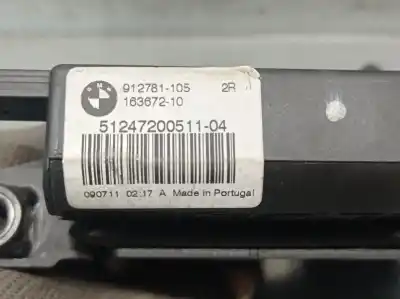 912781-105 2R
163672-10
51247200511-04
090711 02:17 A Made in Portugal